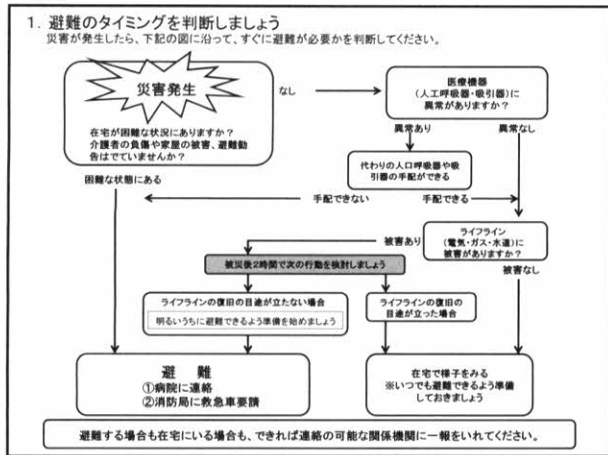 1. 避難のタイミングを判断しましょう
災害が発生したら、下記の図に沿って、すぐに避難が必要かを判断してください。
災害発生
在宅が困難な状況にありますか？
介護者の負傷や家屋の被害、避難勧
告はでていませんか？
なし
医療機器
（人工呼吸器・吸引器）に
異常がありますか？
異常あり
異常なし
代わりの人口呼吸器や吸
引器の手配ができる
困難な状態にある
手配できない
手配できる
ライフライン
（電気・ガス・水道）に
被害がありますか？
被害あり
被害なし
被災後2時間で次の行動を検討しましょう
ライフラインの復旧の目途が立たない場合
明るいうちに避難できるよう準備を始めましょう
ライフラインの復旧の
目途が立った場合
避　難
①病院に連絡
②消防局に救急車要請
在宅で様子をみる
※いつでも避難できるよう準備
しておきましょう
避難する場合も在宅にいる場合も、できれば連絡の可能な関係機関に一報をいれてください。